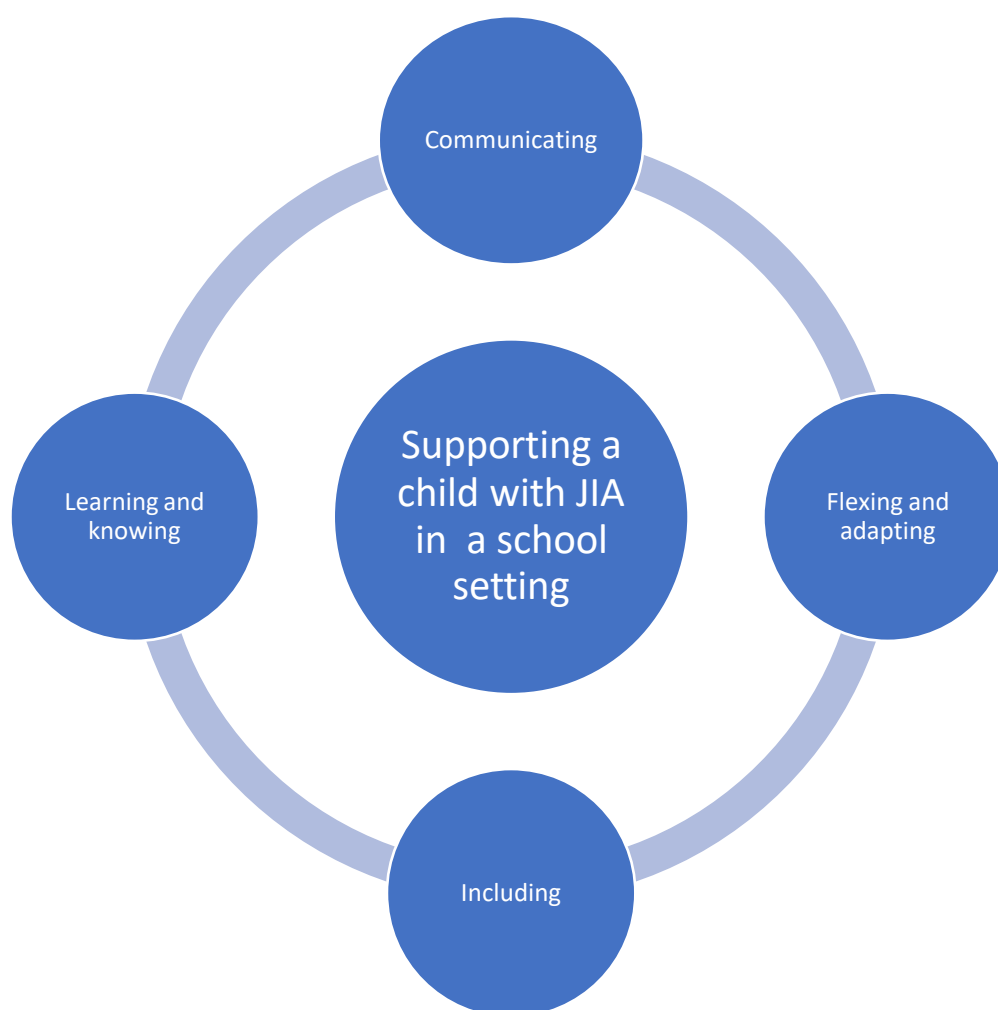 Communicating
Learning and
knowing
Supporting a
child with JIA
in  a school
setting
Flexing and
adapting
Including